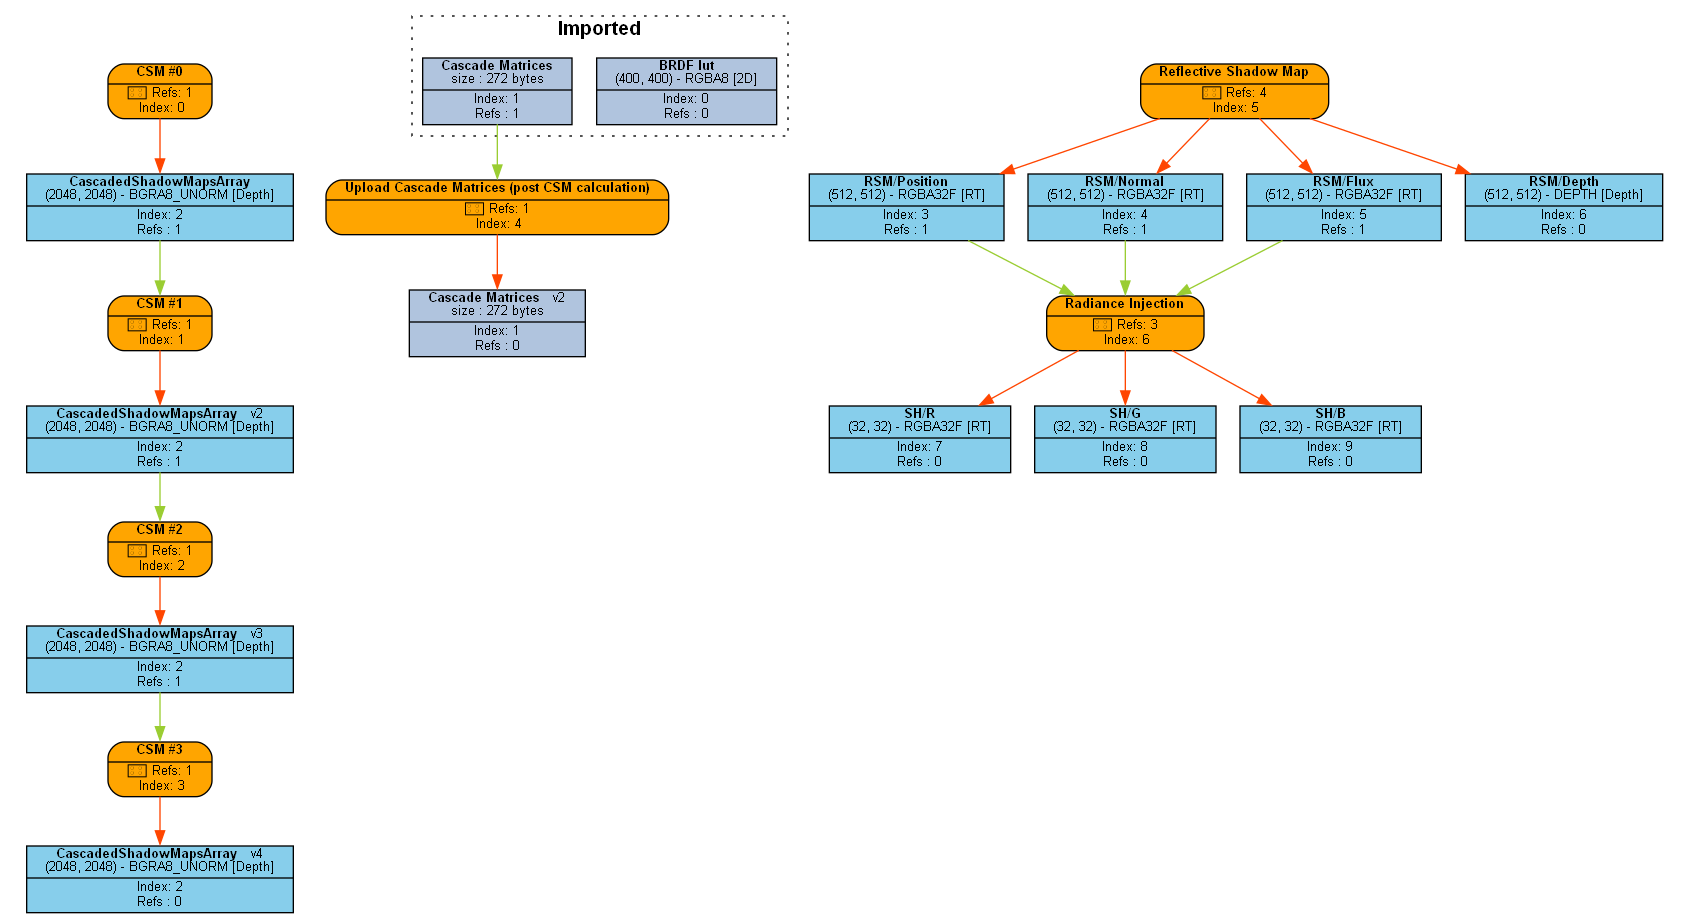 CSM #0
Refs: 1
Index: 0
CascadedShadowMapsArray
(2048, 2048) - BGRA8_UNORM [Depth]
Index: 2
Refs : 1
CSM #1
Refs: 1
Index: 1
CascadedShadowMapsArray v2
(2048, 2048) - BGRA8_UNORM [Depth]
Index: 2
Refs : 1
CSM #2
Refs: 1
Index: 2
CascadedShadowMapsArray v3
(2048, 2048) - BGRA8_UNORM [Depth]
Index: 2
Refs : 1
CSM #3
Refs: 1
Index: 3
CascadedShadowMapsArray v4
(2048, 2048) - BGRA8_UNORM [Depth]
Index: 2
Refs : 0
Imported
Cascade Matrices
size : 272 bytes
Index: 1
Refs : 1
BRDF lut
(400, 400) - RGBA8 [2D]
Index: 0
Refs : 0
Upload Cascade Matrices (post CSM calculation)
Refs: 1
Index: 4
Cascade Matrices v2
size : 272 bytes
Index: 1
Refs : 0
Reflective Shadow Map
Refs: 4
Index: 5
RSM/Position
(512, 512) - RGBA32F [RT]
Index: 3
Refs : 1
RSM/Normal
(512, 512) - RGBA32F [RT]
Index: 4
Refs : 1
RSM/Flux
(512, 512) - RGBA32F [RT]
Index: 5
Refs : 1
RSM/Depth
(512, 512) - DEPTH [Depth]
Index: 6
Refs : 0
Radiance Injection
Refs: 3
Index: 6
SH/R
(32, 32) - RGBA32F [RT]
Index: 7
Refs : 0
SH/G
(32, 32) - RGBA32F [RT]
Index: 8
Refs : 0
SH/B
(32, 32) - RGBA32F [RT]
Index: 9
Refs : 0